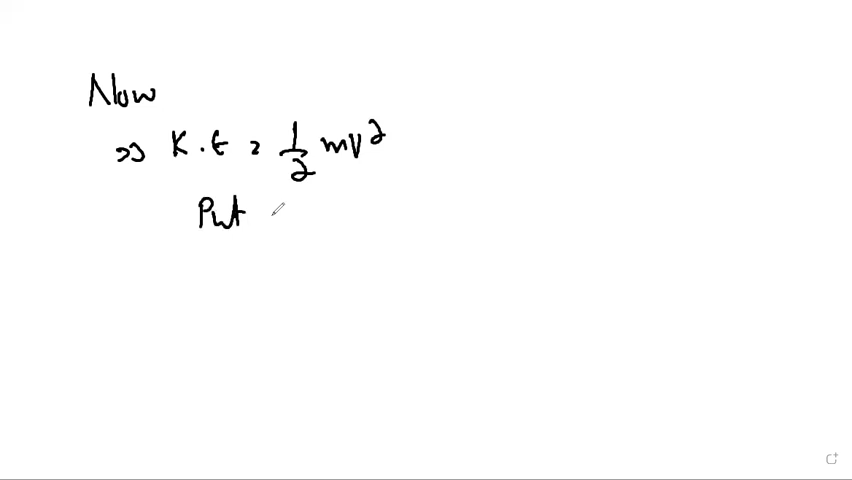 Now
>> K.E = 1/2 mv²
Put